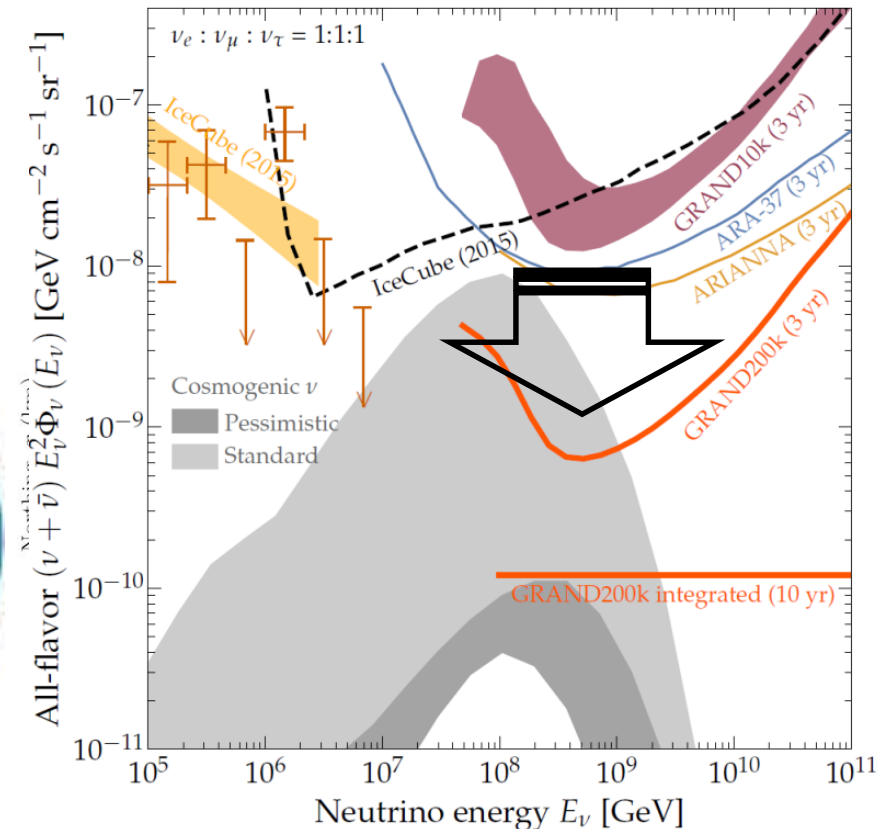 νe : νμ : ντ = 1:1:1
All-flavor (ν + ν̄) Eν² Φν (Eν) [GeV cm⁻² s⁻¹ sr⁻¹]
10⁻⁷
10⁻⁸
10⁻⁹
10⁻¹⁰
10⁻¹¹
IceCube (2015)
IceCube (2015)
GRAND10k (3 yr)
ARA-37 (3 yr)
ARIANNA (3 yr)
GRAND200k (3 yr)
Cosmogenic ν
Pessimistic
Standard
GRAND200k integrated (10 yr)
10⁵ 10⁶ 10⁷ 10⁸ 10⁹ 10¹⁰ 10¹¹
Neutrino energy Eν [GeV]